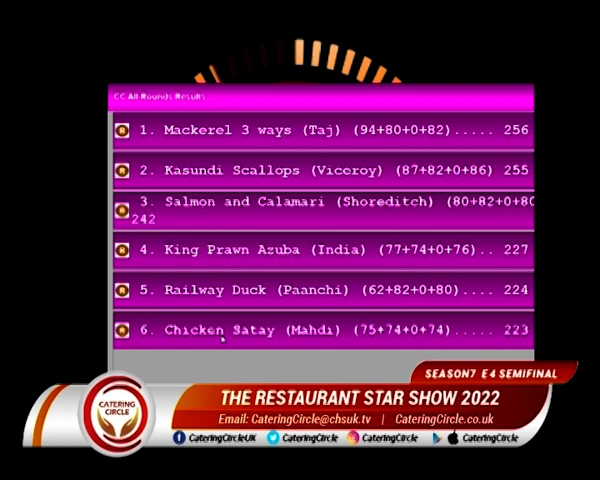 CC All Rounds Results
R 1. Mackerel 3 ways (Taj) (94+80+0+82)..... 256
R 2. Kasundi Scallops (Viceroy) (87+82+0+86) 255
R 3. Salmon and Calamari (Shoreditch) (80+82+0+80
242
R 4. King Prawn Azuba (India) (77+74+0+76).. 227
R 5. Railway Duck (Paanchi) (62+82+0+80).... 224
R 6. Chicken Satay (Mahdi) (75+74+0+74)..... 223
SEASON7 E4 SEMIFINAL
CATERING
CIRCLE
THE RESTAURANT STAR SHOW 2022
Email: CateringCircle@chsuk.tv | CateringCircle.co.uk
CateringCircleUK CateringCircle CateringCircle CateringCircle